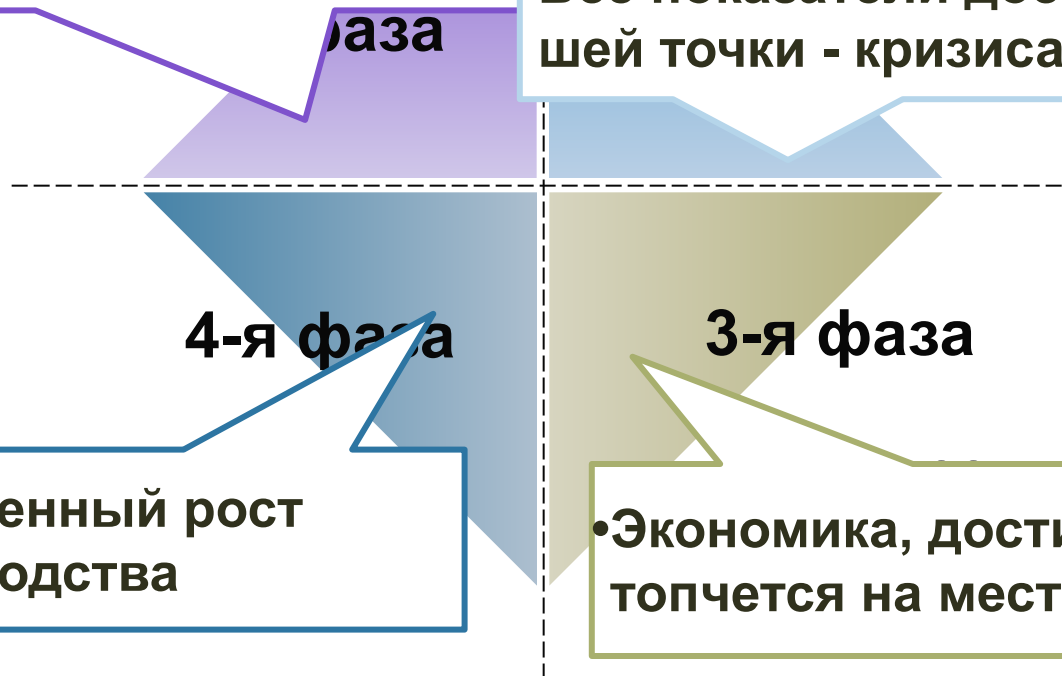 фаза
шей точки - кризиса
4-я фаза
3-я фаза
енный рост
одства
•Экономика, дости
топчется на мест